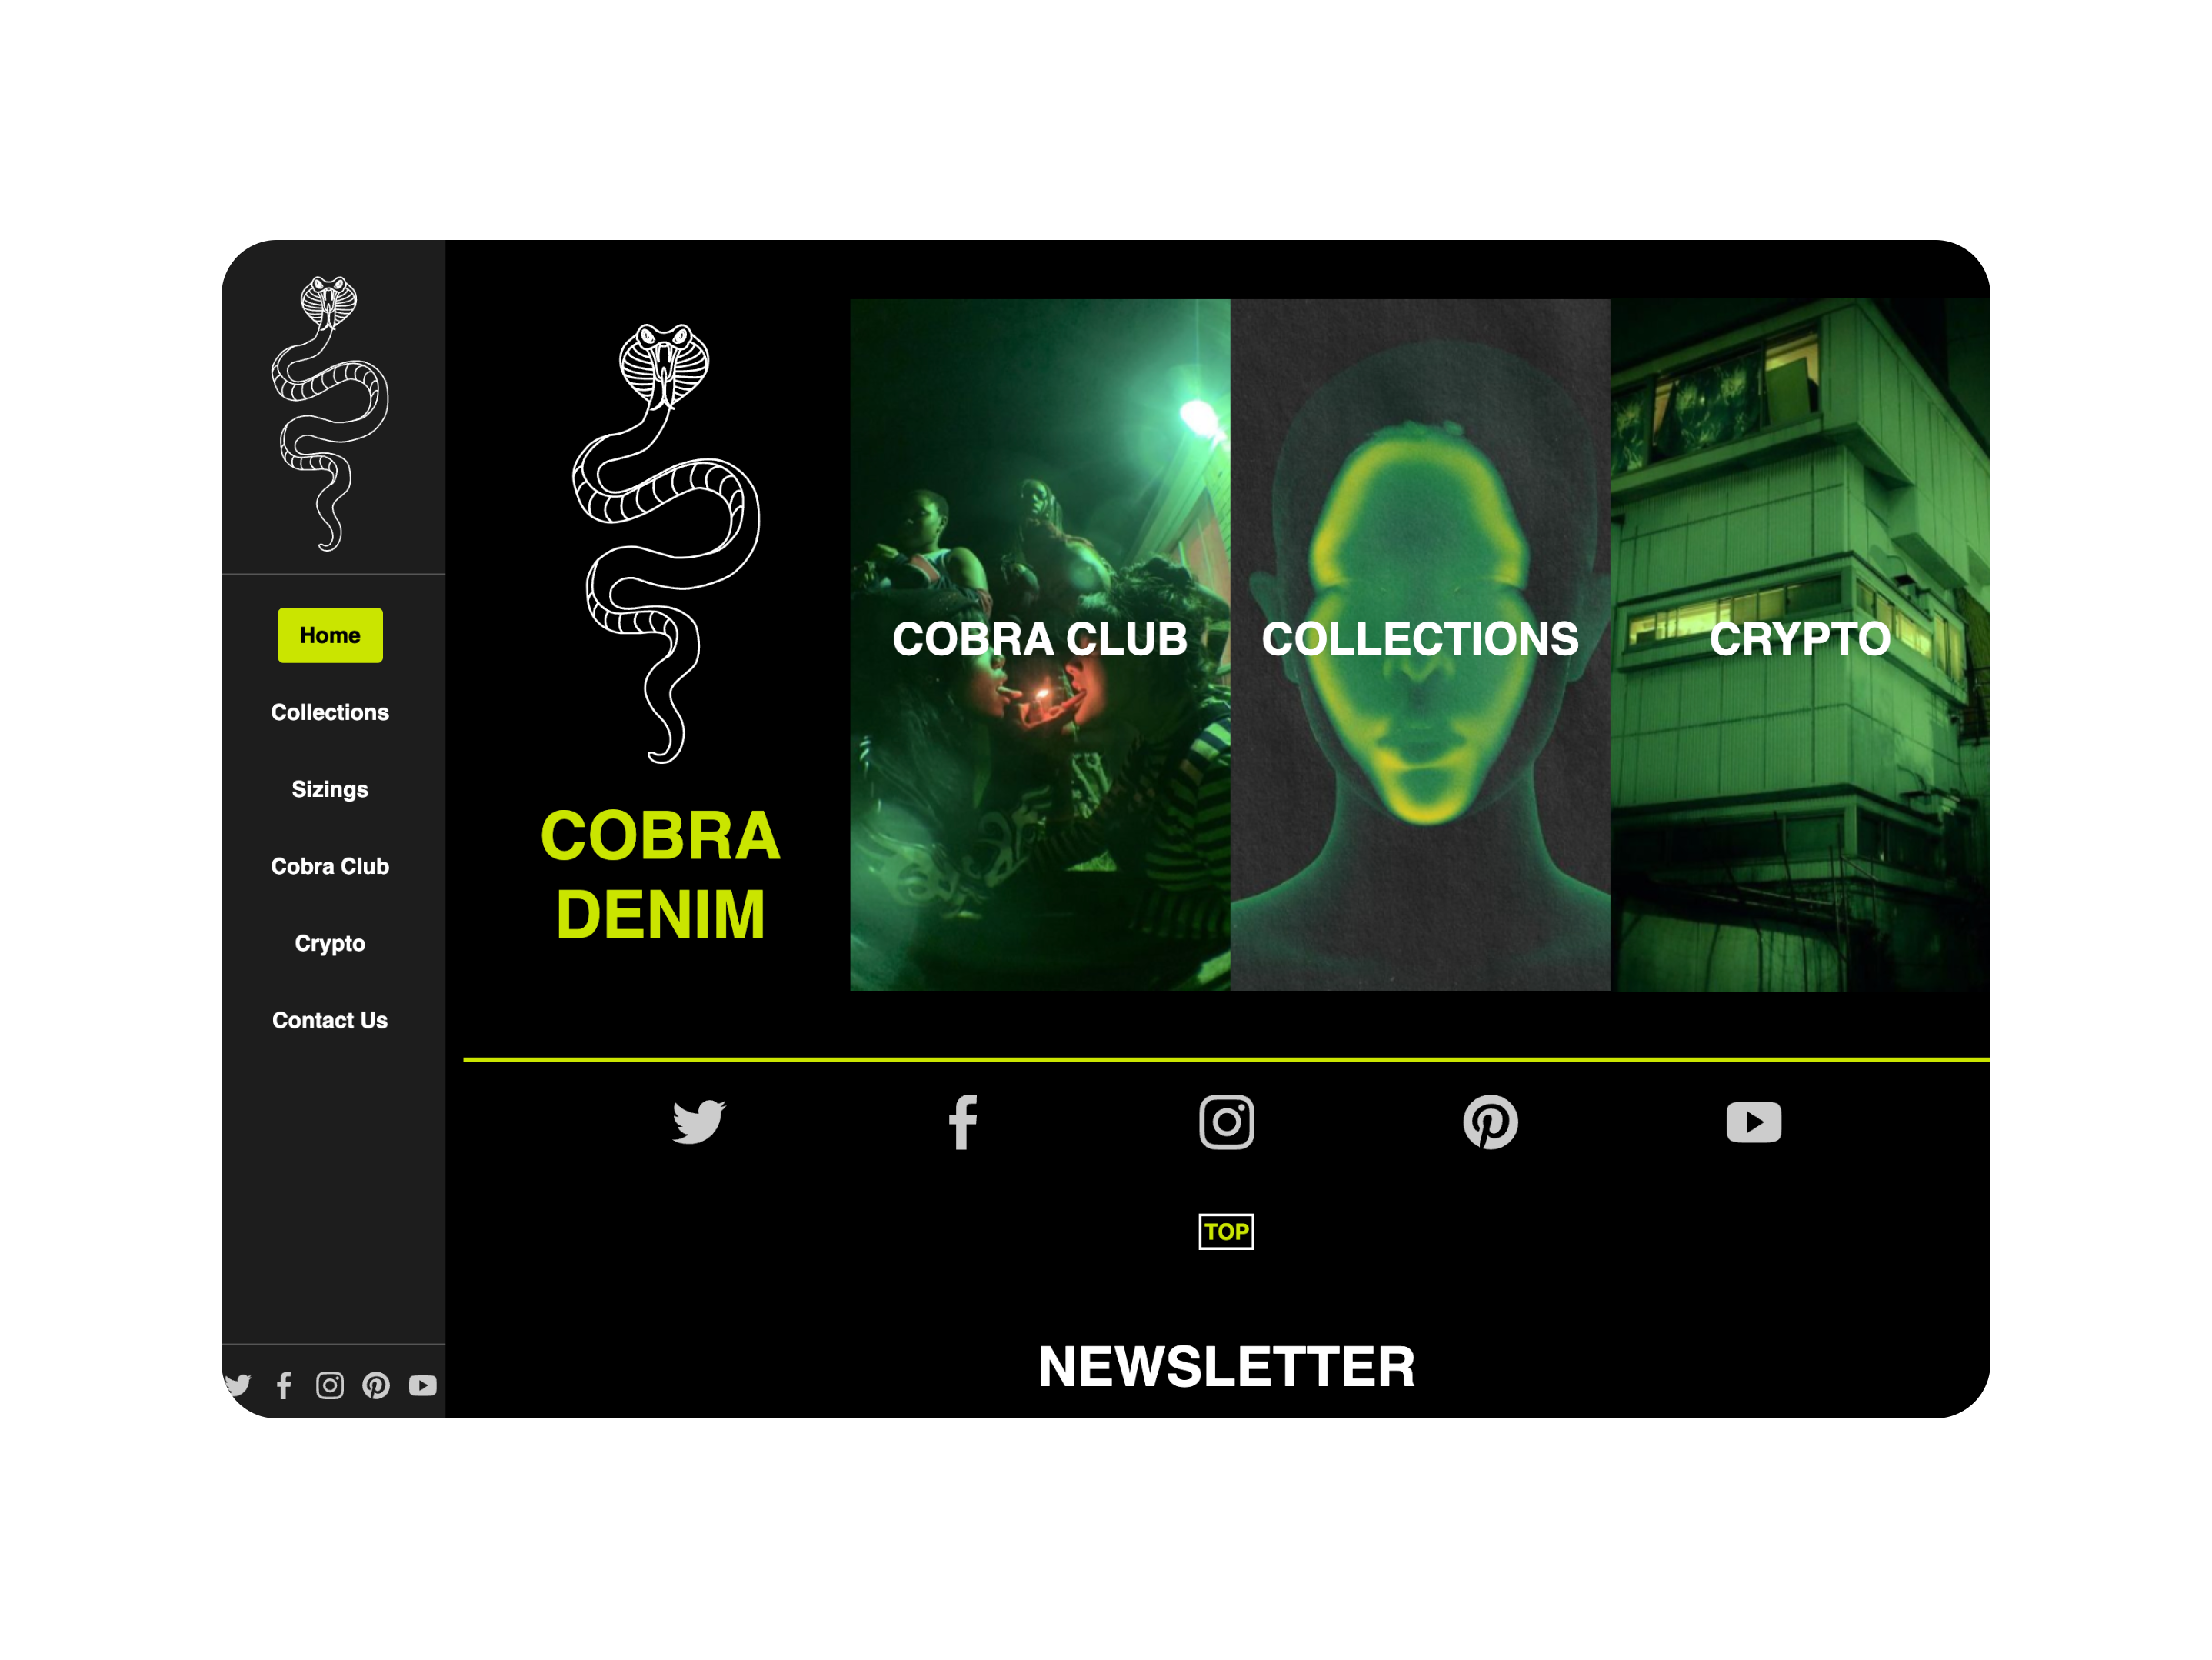 Home
Collections
Sizings
Cobra Club
Crypto
Contact Us
COBRA
DENIM
COBRA CLUB
COLLECTIONS
CRYPTO
TOP
NEWSLETTER